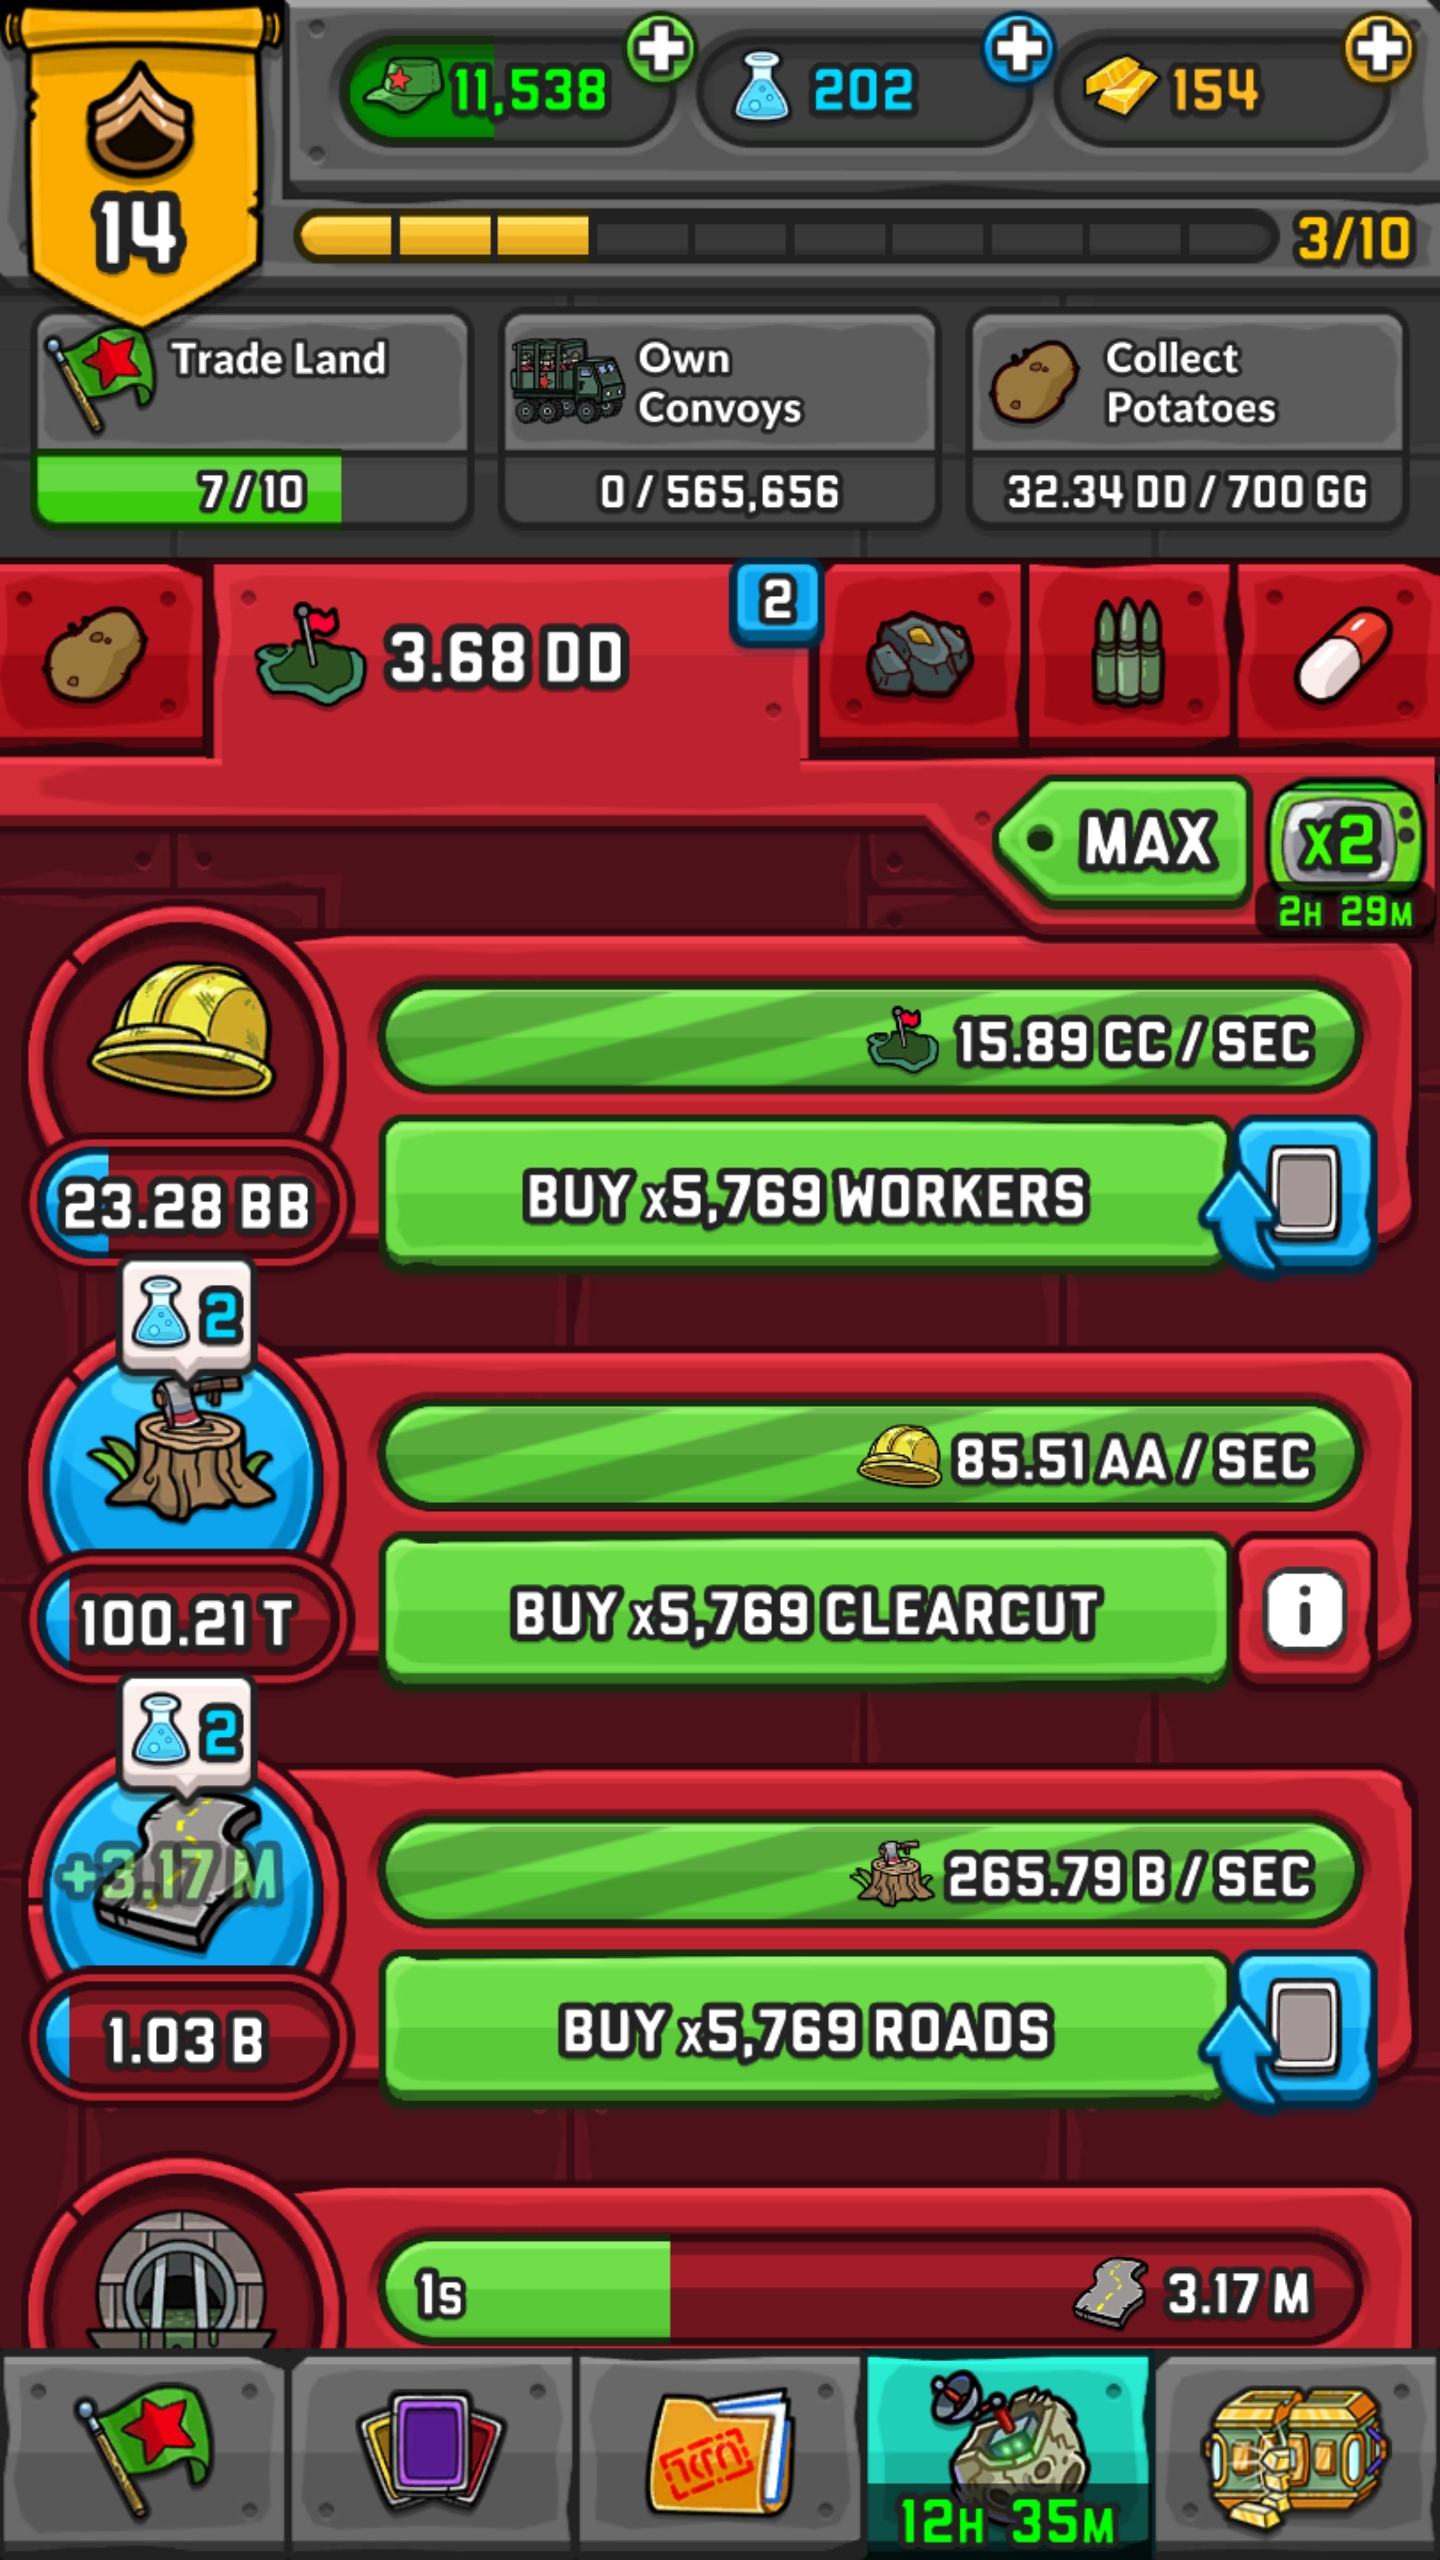 11,538
202
154
14
3/10
Trade Land
7/10
Own
Convoys
0/565,656
Collect
Potatoes
32.34 DD/700 GG
3.68 DD
2
MAX
x2
2H 29M
15.89 CC/SEC
23.28 BB
BUY x5,769 WORKERS
2
85.51 AA/SEC
100.21 T
BUY x5,769 CLEARCUT
i
2
+3.17 M
265.79 B/SEC
1.03 B
BUY x5,769 ROADS
1s
3.17 M
12H 35M